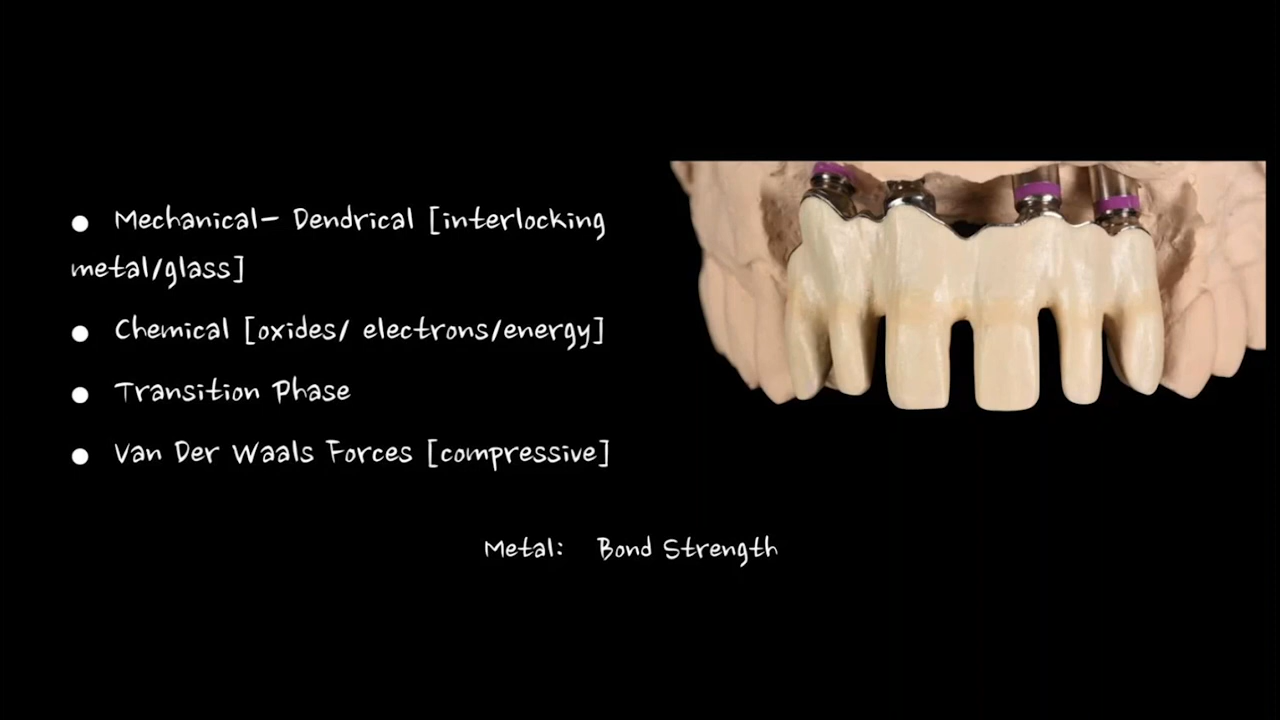 ● Mechanical- Dendrical [interlocking
metal/glass]
● Chemical [oxides/ electrons/energy]
● Transition Phase
● Van Der Waals Forces [compressive]
Metal: Bond Strength